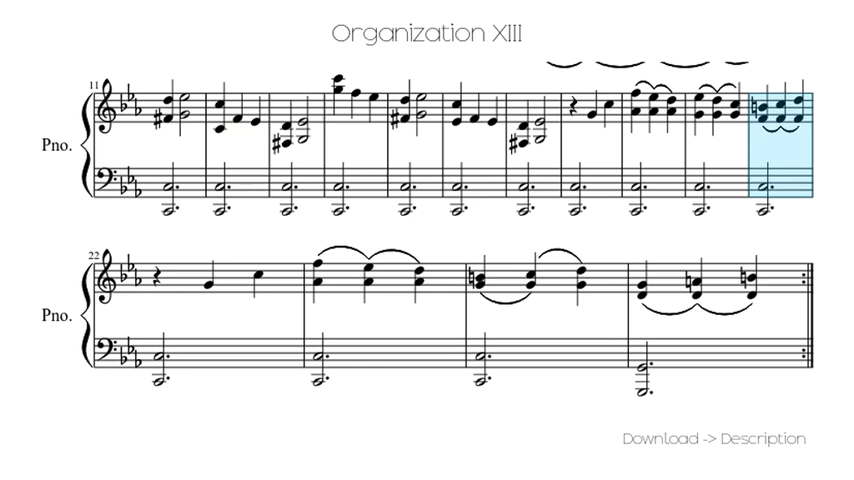 Organization XIII
11
Pno.
22
Pno.
Download -> Description